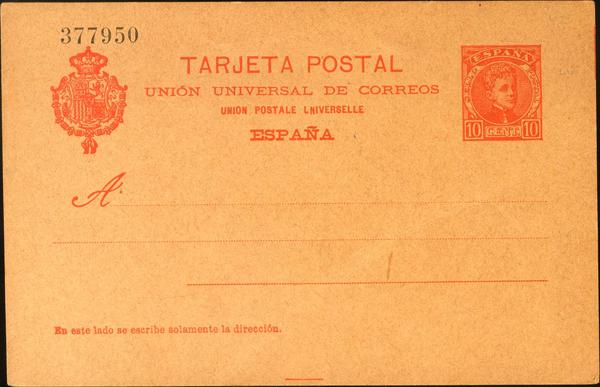 377950
TARJETA POSTAL
UNIÓN UNIVERSAL DE CORREOS
UNION POSTALE LNIVERSELLE
ESPAÑA
A:
En este lado se escribe solamente la dirección.
ESPAÑA
10 CENT. 10